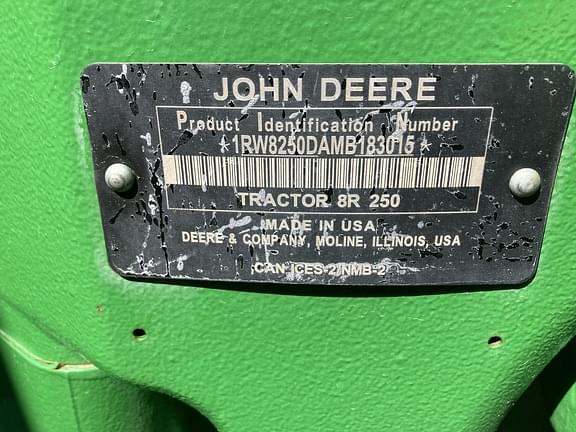 JOHN DEERE
Product Identification Number
*1RW8250DAMB183015*
TRACTOR 8R 250
MADE IN USA
DEERE & COMPANY, MOLINE, ILLINOIS, USA
CAN ICES-2/NMB-2